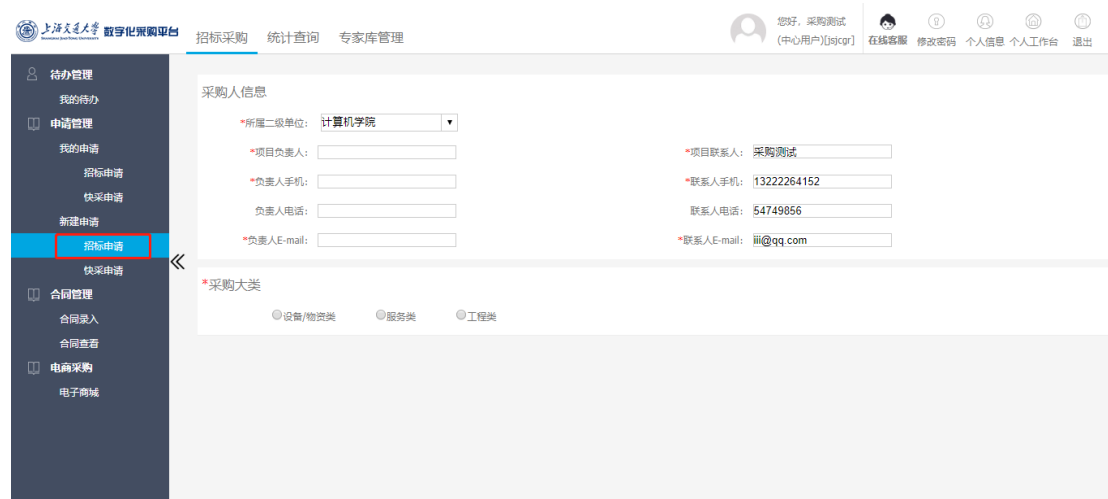 上海交通大学 数字化采购平台
SHANGHAI JIAO TONG UNIVERSITY
招标采购 统计查询 专家库管理
您好，采购测试
(中心用户)[jsjcgr]
在线客服 修改密码 个人信息 个人工作台 退出
待办管理
我的待办
申请管理
我的申请
招标申请
快采申请
新建申请
招标申请
快采申请
合同管理
合同录入
合同查看
电商采购
电子商城
采购人信息
*所属二级单位: 计算机学院
*项目负责人: *项目联系人: 采购测试
*负责人手机: *联系人手机: 13222264152
负责人电话: 联系人电话: 54749856
*负责人E-mail: *联系人E-mail: iiii@qq.com
*采购大类
设备/物资类 服务类 工程类